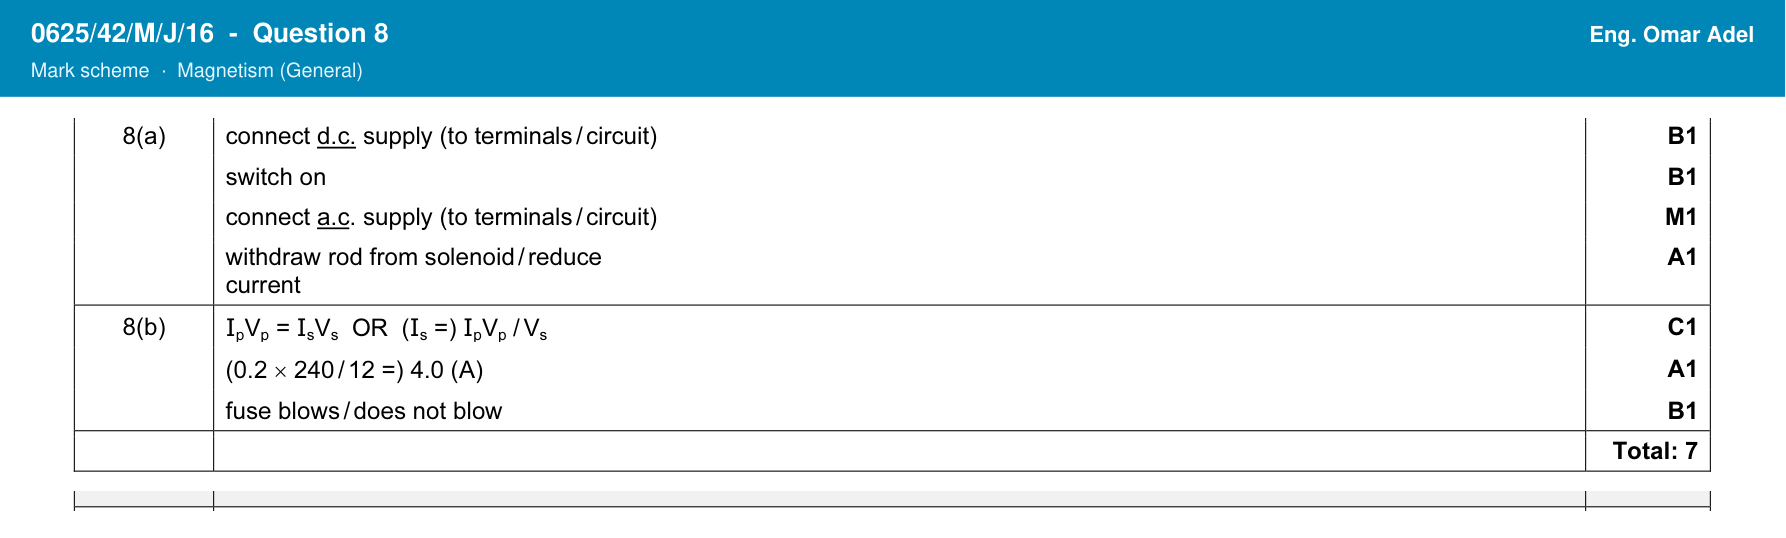 0625/42/M/J/16 - Question 8
Eng. Omar Adel
Mark scheme · Magnetism (General)
8(a) connect d.c. supply (to terminals/circuit) B1
switch on B1
connect a.c. supply (to terminals/circuit) M1
withdraw rod from solenoid/reduce A1
current
8(b) IpVp = IsVs OR (Is =) IpVp / Vs C1
(0.2 × 240/12 =) 4.0 (A) A1
fuse blows/does not blow B1
Total: 7